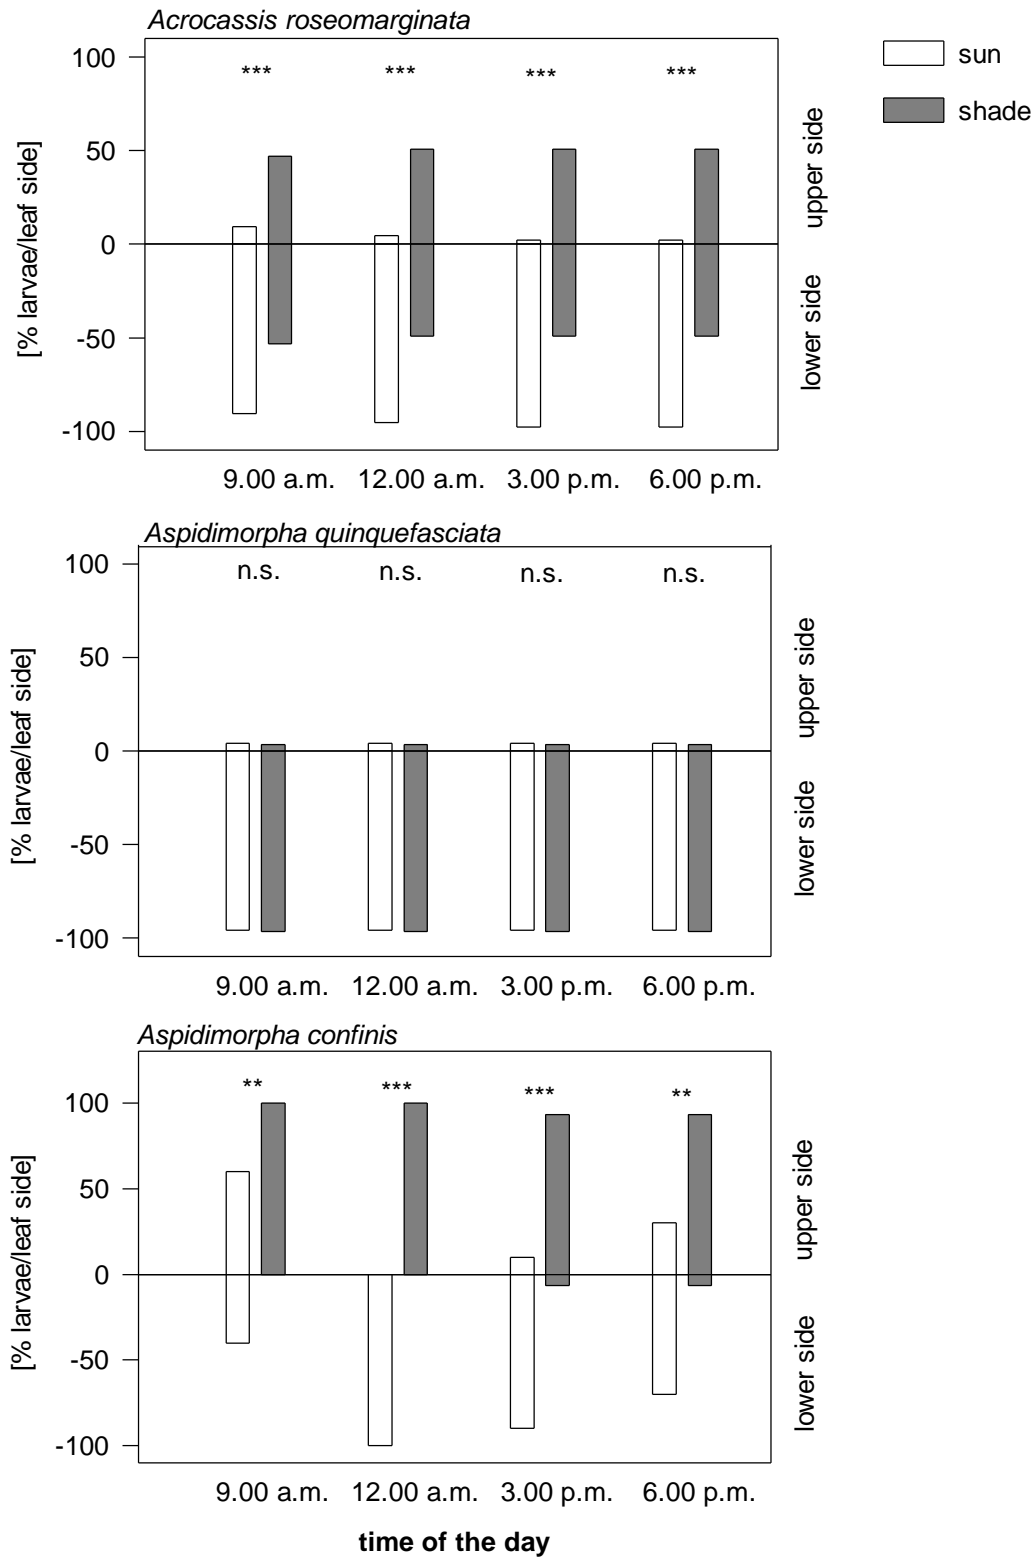 Acrocassis roseomarginata
sun
shade
100
50
0
-50
-100
[% larvae/leaf side]
*** *** *** ***
upper side
lower side
9.00 a.m. 12.00 a.m. 3.00 p.m. 6.00 p.m.
Aspidimorpha quinquefasciata
100
50
0
-50
-100
[% larvae/leaf side]
n.s. n.s. n.s. n.s.
upper side
lower side
9.00 a.m. 12.00 a.m. 3.00 p.m. 6.00 p.m.
Aspidimorpha confinis
100
50
0
-50
-100
[% larvae/leaf side]
** *** *** **
upper side
lower side
9.00 a.m. 12.00 a.m. 3.00 p.m. 6.00 p.m.
time of the day